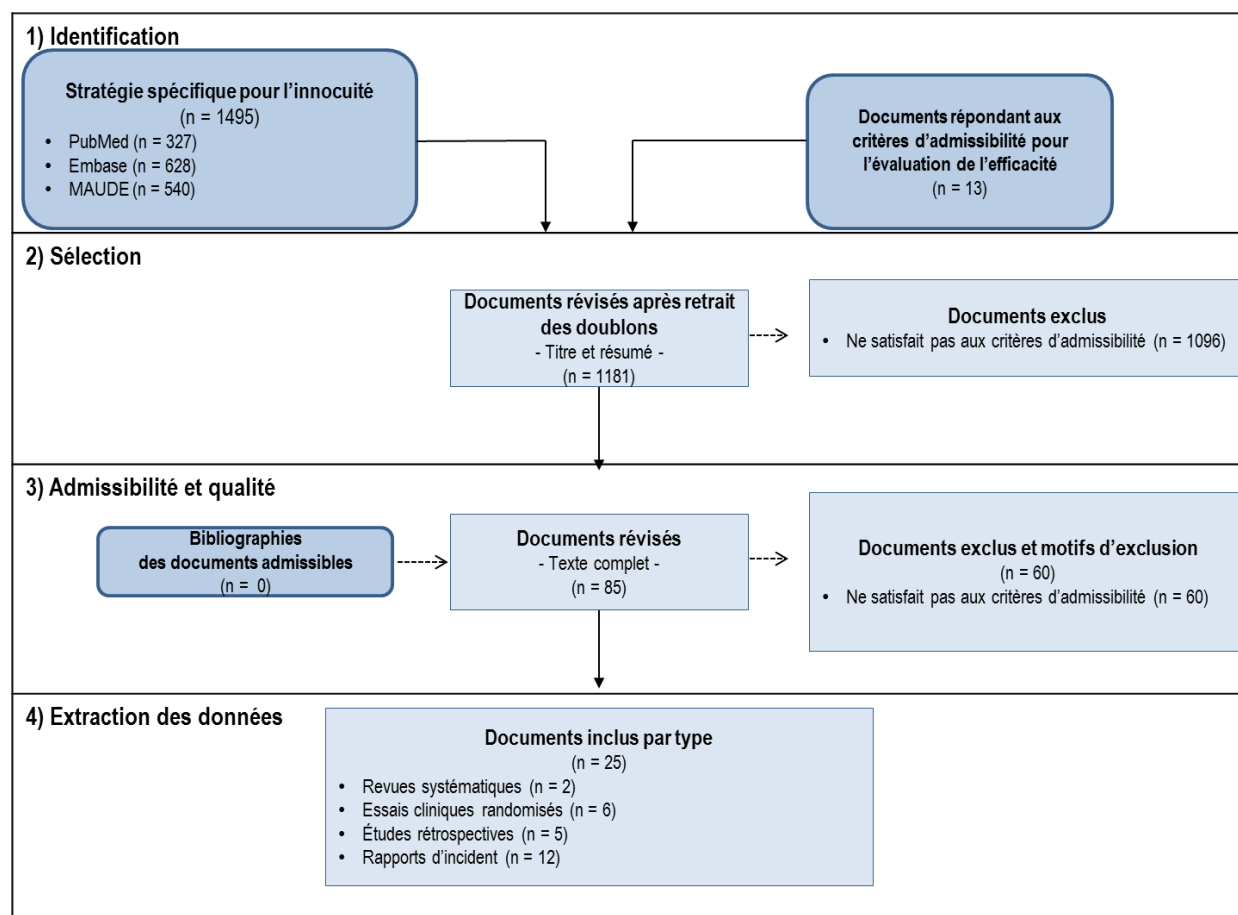 1) Identification
Stratégie spécifique pour l’innocuité
(n = 1495)
• PubMed (n = 327)
• Embase (n = 628)
• MAUDE (n = 540)
Documents répondant aux
critères d’admissibilité pour
l’évaluation de l’efficacité
(n = 13)
2) Sélection
Documents révisés après retrait
des doublons
- Titre et résumé -
(n = 1181)
Documents exclus
• Ne satisfait pas aux critères d’admissibilité (n = 1096)
3) Admissibilité et qualité
Bibliographies
des documents admissibles
(n = 0)
Documents révisés
- Texte complet -
(n = 85)
Documents exclus et motifs d’exclusion
(n = 60)
• Ne satisfait pas aux critères d’admissibilité (n = 60)
4) Extraction des données
Documents inclus par type
(n = 25)
• Revues systématiques (n = 2)
• Essais cliniques randomisés (n = 6)
• Études rétrospectives (n = 5)
• Rapports d’incident (n = 12)